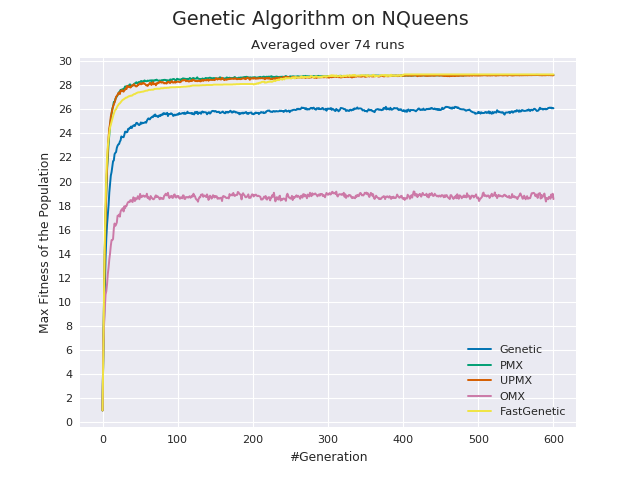 Genetic Algorithm on NQueens
Averaged over 74 runs
30
28
26
24
22
20
18
16
14
12
10
8
6
4
2
0
Max Fitness of the Population
Genetic
PMX
UPMX
OMX
FastGenetic
0 100 200 300 400 500 600
#Generation